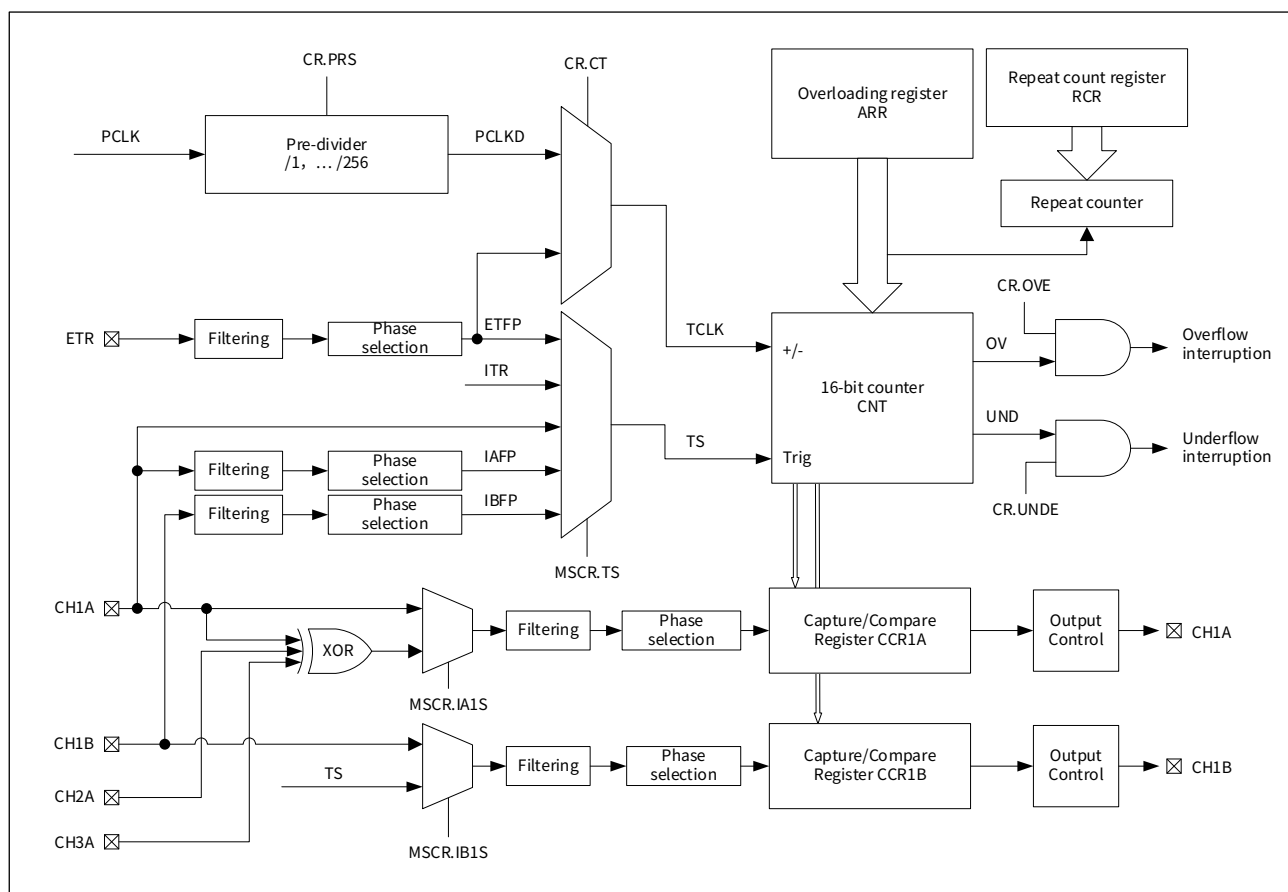 CR.PRS
CR.CT
PCLK
Pre-divider
/1，… /256
PCLKD
Overloading register
ARR
Repeat count register
RCR
Repeat counter
ETR
Filtering
Phase
selection
ETFP
ITR
TCLK
+/-
16-bit counter
CNT
Trig
TS
CR.OVE
OV
Overflow
interruption
UND
Underflow
interruption
CR.UNDE
Filtering
Phase
selection
IAFP
Filtering
Phase
selection
IBFP
MSCR.TS
CH1A
XOR
MSCR.IA1S
Filtering
Phase
selection
Capture/Compare
Register CCR1A
Output
Control
CH1A
CH1B
TS
CH2A
CH3A
MSCR.IB1S
Filtering
Phase
selection
Capture/Compare
Register CCR1B
Output
Control
CH1B